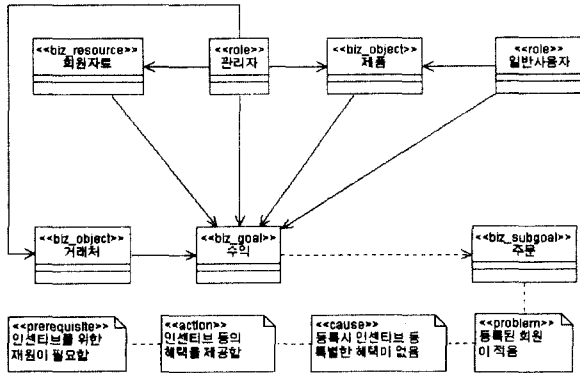 <<biz_resource>>
회원자료
<<role>>
관리자
<<biz_object>>
제품
<<role>>
일반사용자
<<biz_object>>
거래처
<<biz_goal>>
수익
<<biz_subgoal>>
주문
<<prerequisite>>
인센티브를 위한
재원이 필요함
<<action>>
인센티브 등의
혜택를 제공함
<<cause>>
등록시 인센티브 등
특별한 혜택이 없음
<<problem>>
등록된 회원
이 적음